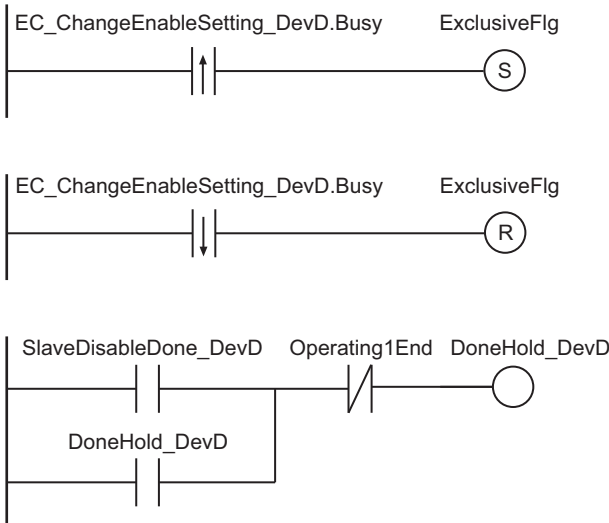 EC_ChangeEnableSetting_DevD.Busy ExclusiveFlg
S
EC_ChangeEnableSetting_DevD.Busy ExclusiveFlg
R
SlaveDisableDone_DevD Operating1End DoneHold_DevD
DoneHold_DevD